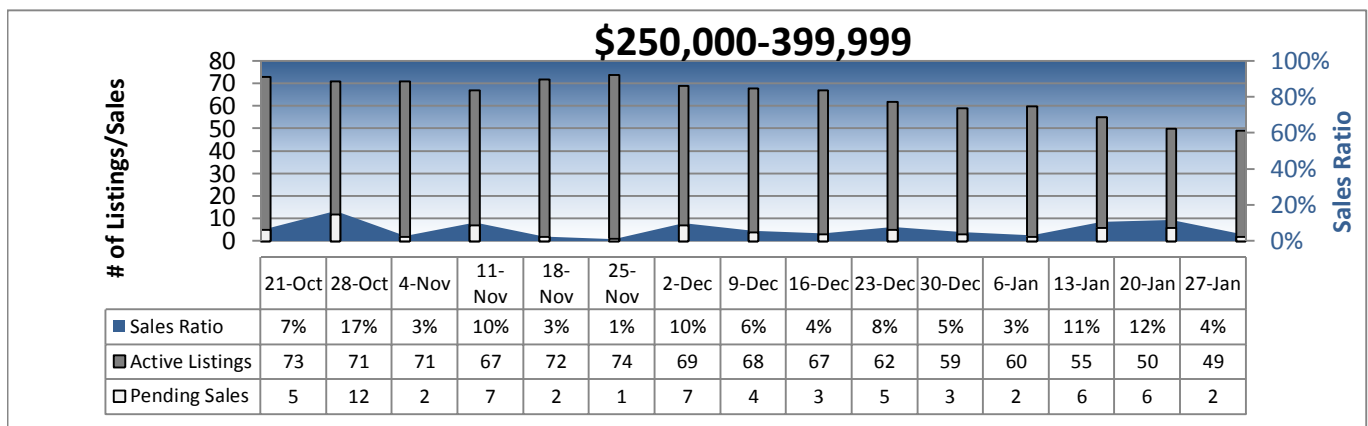 $250,000-399,999
# of Listings/Sales
80
70
60
50
40
30
20
10
0
100%
80%
60%
40%
20%
0%
Sales Ratio
21-Oct 28-Oct 4-Nov 11-Nov 18-Nov 25-Nov 2-Dec 9-Dec 16-Dec 23-Dec 30-Dec 6-Jan 13-Jan 20-Jan 27-Jan
Sales Ratio 7% 17% 3% 10% 3% 1% 10% 6% 4% 8% 5% 3% 11% 12% 4%
Active Listings 73 71 71 67 72 74 69 68 67 62 59 60 55 50 49
Pending Sales 5 12 2 7 2 1 7 4 3 5 3 2 6 6 2